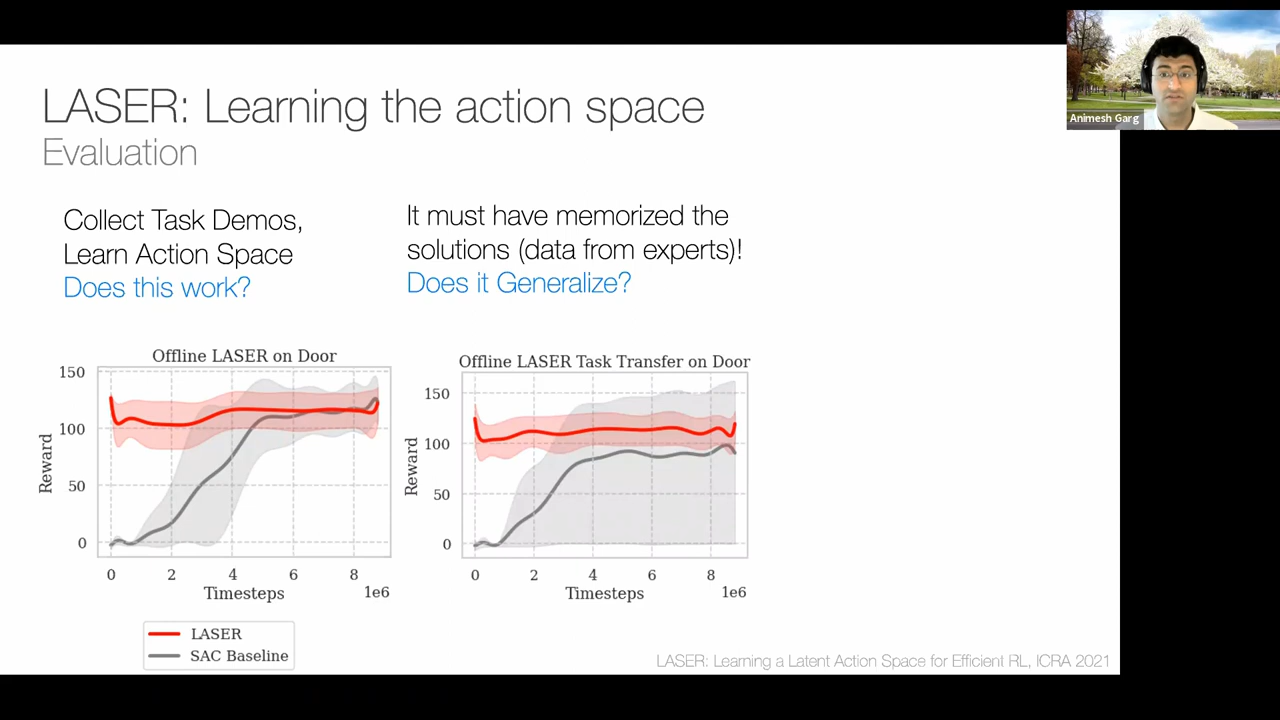 LASER: Learning the action space
Evaluation
Animesh Garg
Collect Task Demos,
Learn Action Space
Does this work?
It must have memorized the
solutions (data from experts)!
Does it Generalize?
Offline LASER on Door
150
100
50
0
Reward
0 2 4 6 8
Timesteps 1e6
Offline LASER Task Transfer on Door
150
100
50
0
Reward
0 2 4 6 8
Timesteps 1e6
LASER
SAC Baseline
LASER: Learning a Latent Action Space for Efficient RL, ICRA 2021